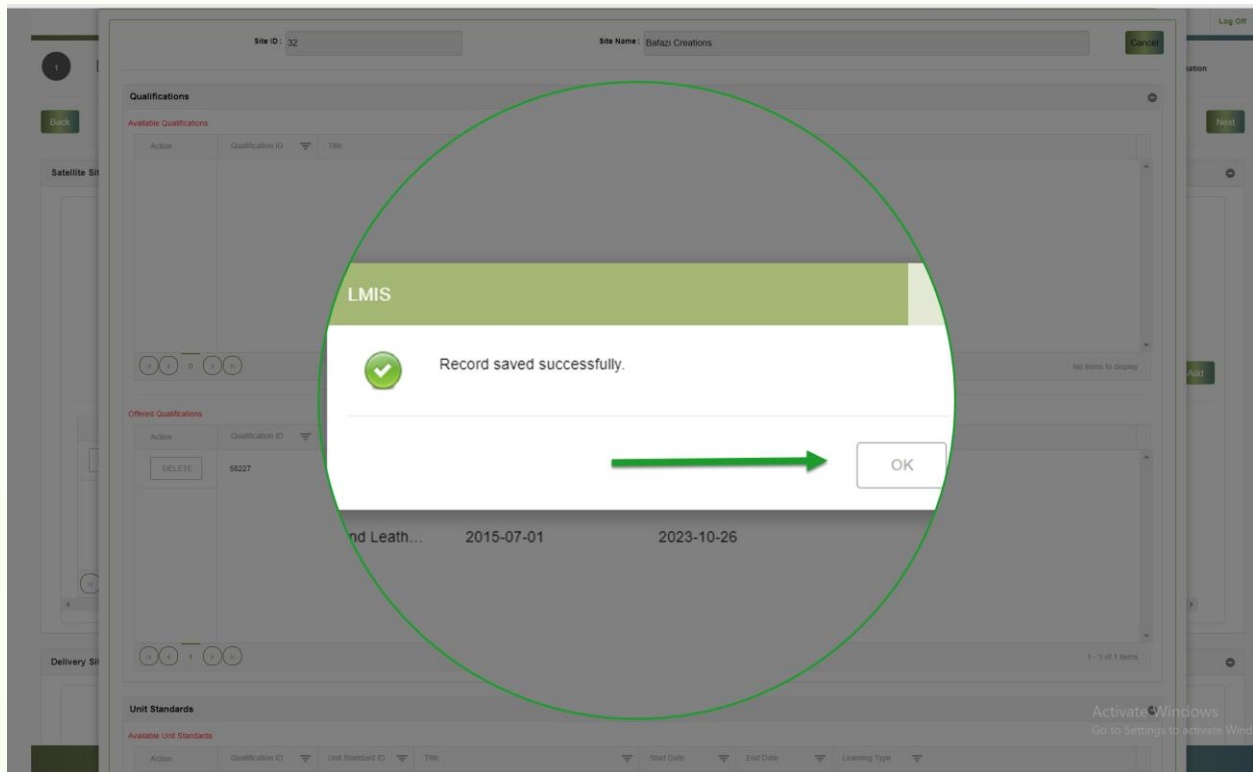 Log Off
Site ID : 32 Site Name : Bafazi Creations Cancel
1 ation
Qualifications
Back Available Qualifications Next
Action Qualification ID Title
Satellite Sit
LMIS
Record saved successfully.
0 No items to display Add
Offered Qualifications
Action Qualification ID
DELETE 58227
OK
nd Leath... 2015-07-01 2023-10-26
1 1 - 1 of 1 items
Delivery Sit
Unit Standards
Activate Windows
Go to Settings to activate Wind
Available Unit Standards
Action Qualification ID Unit Standard ID Title Start Date End Date Learning Type